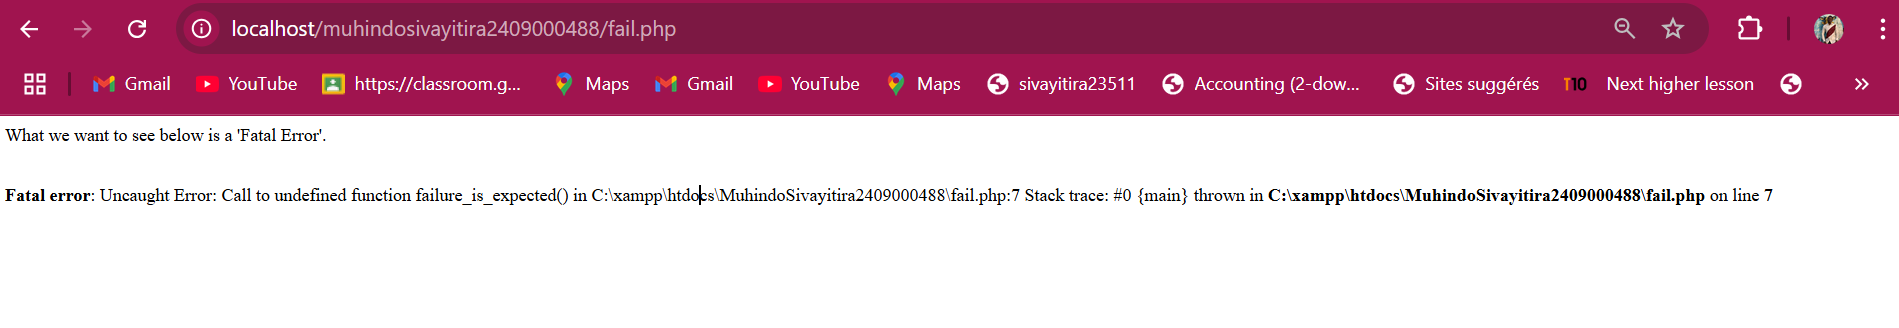 localhost/muhindosivayitira2409000488/fail.php
Gmail YouTube https://classroom.g... Maps Gmail YouTube Maps sivayitira23511 Accounting (2-dow... Sites suggérés T10 Next higher lesson »
What we want to see below is a 'Fatal Error'.
Fatal error: Uncaught Error: Call to undefined function failure_is_expected() in C:\xampp\htdocs\MuhindoSivayitira2409000488\fail.php:7 Stack trace: #0 {main} thrown in C:\xampp\htdocs\MuhindoSivayitira2409000488\fail.php on line 7